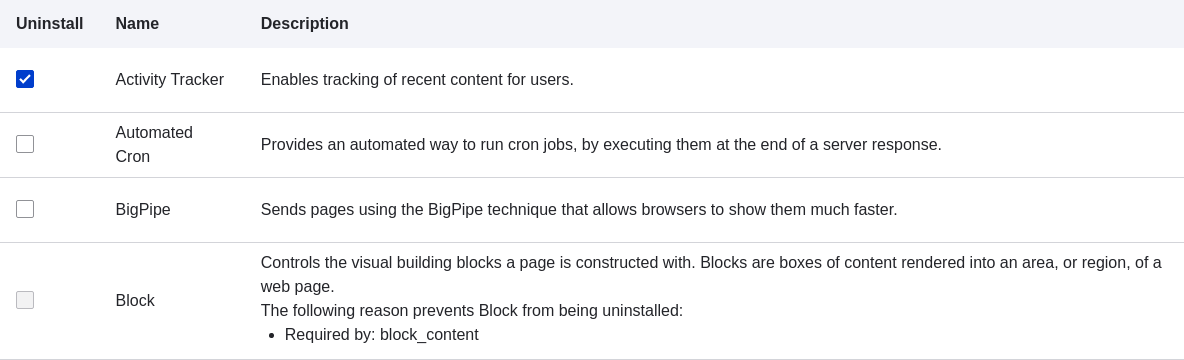 Uninstall Name Description
Activity Tracker Enables tracking of recent content for users.
Automated
Cron
Provides an automated way to run cron jobs, by executing them at the end of a server response.
BigPipe Sends pages using the BigPipe technique that allows browsers to show them much faster.
Block
Controls the visual building blocks a page is constructed with. Blocks are boxes of content rendered into an area, or region, of a
web page.
The following reason prevents Block from being uninstalled:
• Required by: block_content